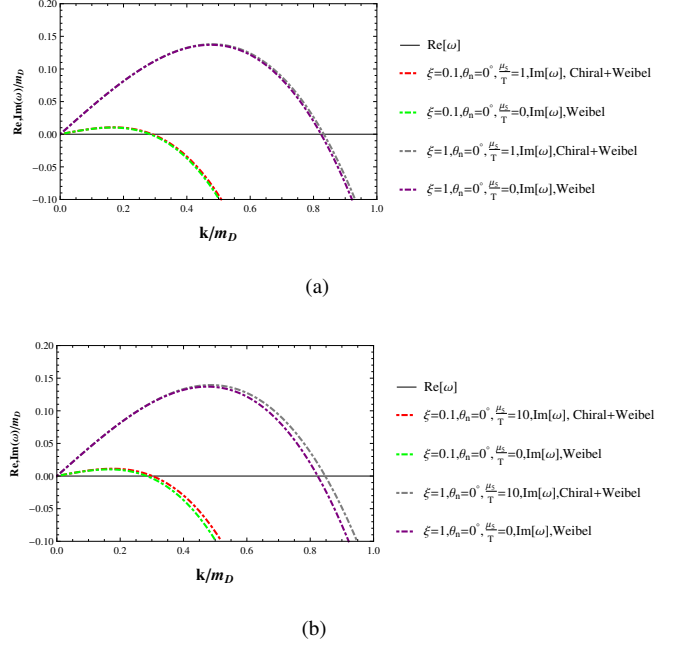 0.20
0.15
0.10
0.05
0.00
−0.05
−0.10
0.0 0.2 0.4 0.6 0.8 1.0
Re,Im(ω)/m_D
k/m_D
Re[ω]
ξ=0.1,θ_n=0°,μ_5/T=1,Im[ω], Chiral+Weibel
ξ=0.1,θ_n=0°,μ_5/T=0,Im[ω],Weibel
ξ=1,θ_n=0°,μ_5/T=1,Im[ω],Chiral+Weibel
ξ=1,θ_n=0°,μ_5/T=0,Im[ω],Weibel
(a)
0.20
0.15
0.10
0.05
0.00
−0.05
−0.10
0.0 0.2 0.4 0.6 0.8 1.0
Re,Im(ω)/m_D
k/m_D
Re[ω]
ξ=0.1,θ_n=0°,μ_5/T=10,Im[ω], Chiral+Weibel
ξ=0.1,θ_n=0°,μ_5/T=0,Im[ω],Weibel
ξ=1,θ_n=0°,μ_5/T=10,Im[ω],Chiral+Weibel
ξ=1,θ_n=0°,μ_5/T=0,Im[ω],Weibel
(b)